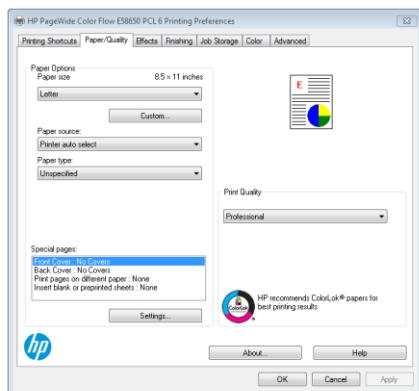 HP PageWide Color Flow E58650 PCL 6 Printing Preferences
Printing Shortcuts Paper/Quality Effects Finishing Job Storage Color Advanced
Paper Options
Paper size 8.5 × 11 inches
Letter
Custom...
Paper source:
Printer auto select
Paper type:
Unspecified
E
Print Quality
Professional
Special pages:
Front Cover : No Covers
Back Cover : No Covers
Print pages on different paper : None
Insert blank or preprinted sheets : None
Settings...
ColorLok
HP recommends ColorLok® papers for
best printing results
hp
About... Help
OK Cancel Apply